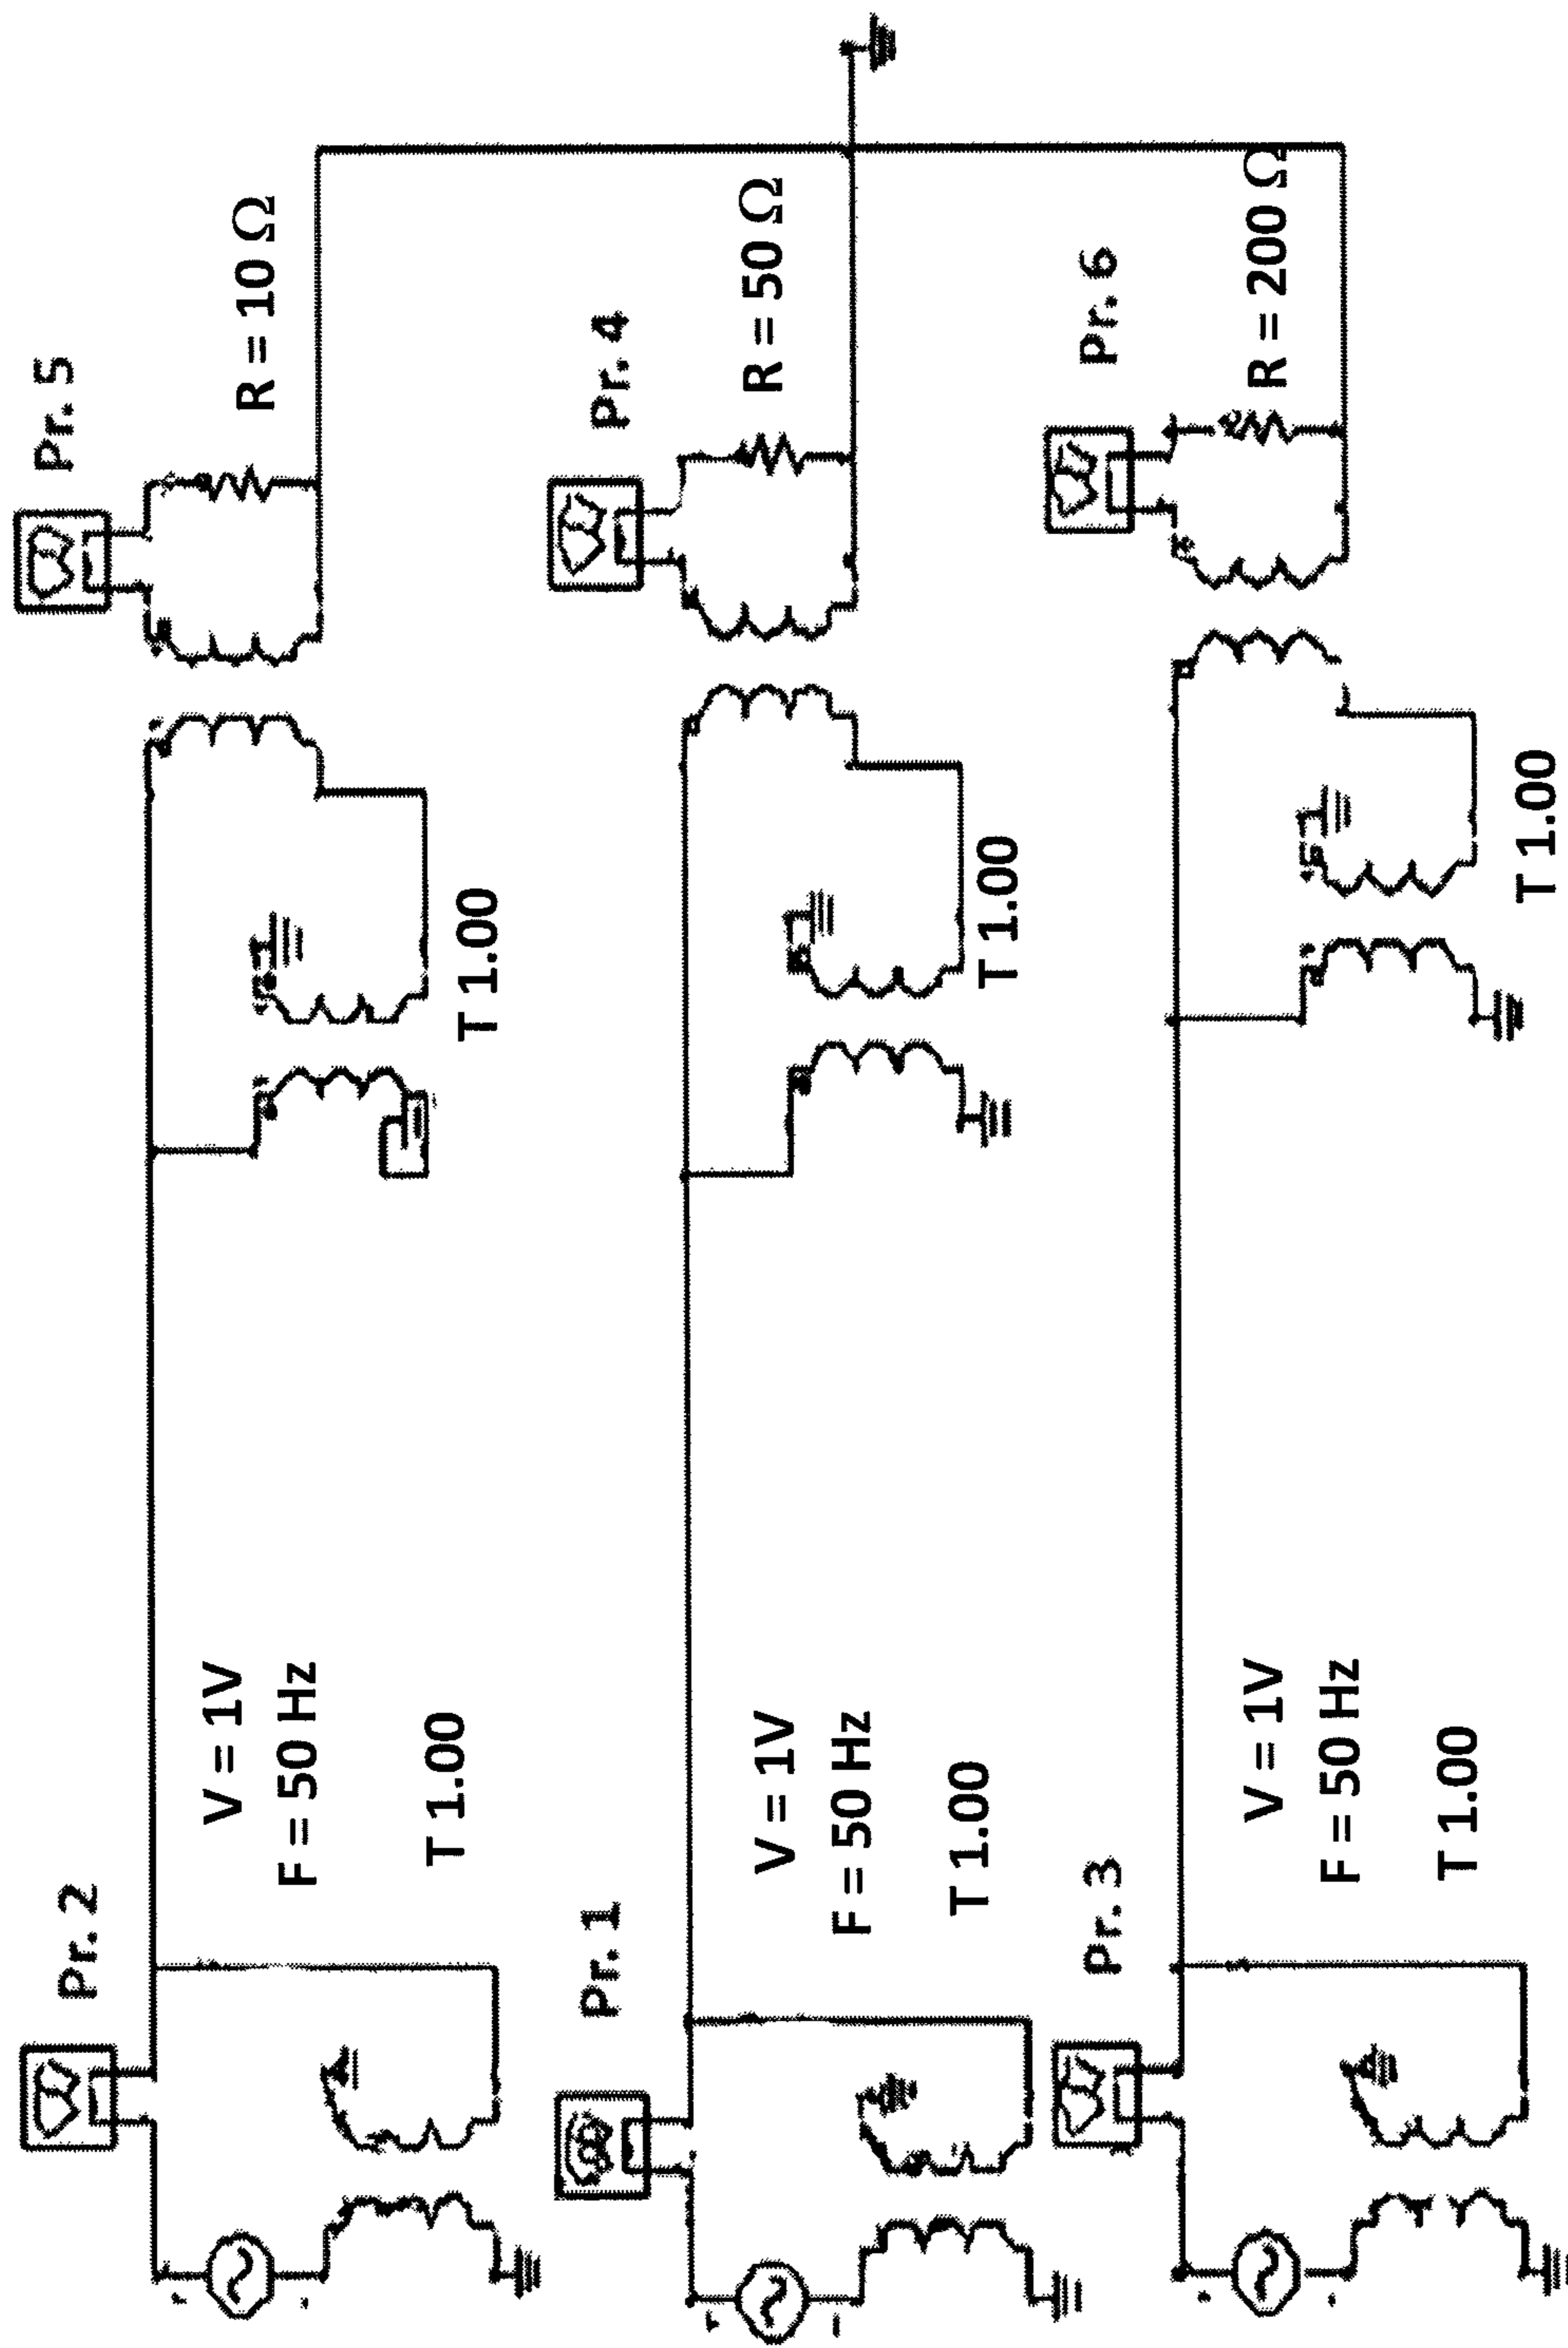 Pr. 2
V = 1V
F = 50 Hz
T 1.00
T 1.00
Pr. 5
R = 10 Ω
Pr. 1
V = 1V
F = 50 Hz
T 1.00
T 1.00
Pr. 4
R = 50 Ω
Pr. 3
V = 1V
F = 50 Hz
T 1.00
T 1.00
Pr. 6
R = 200 Ω